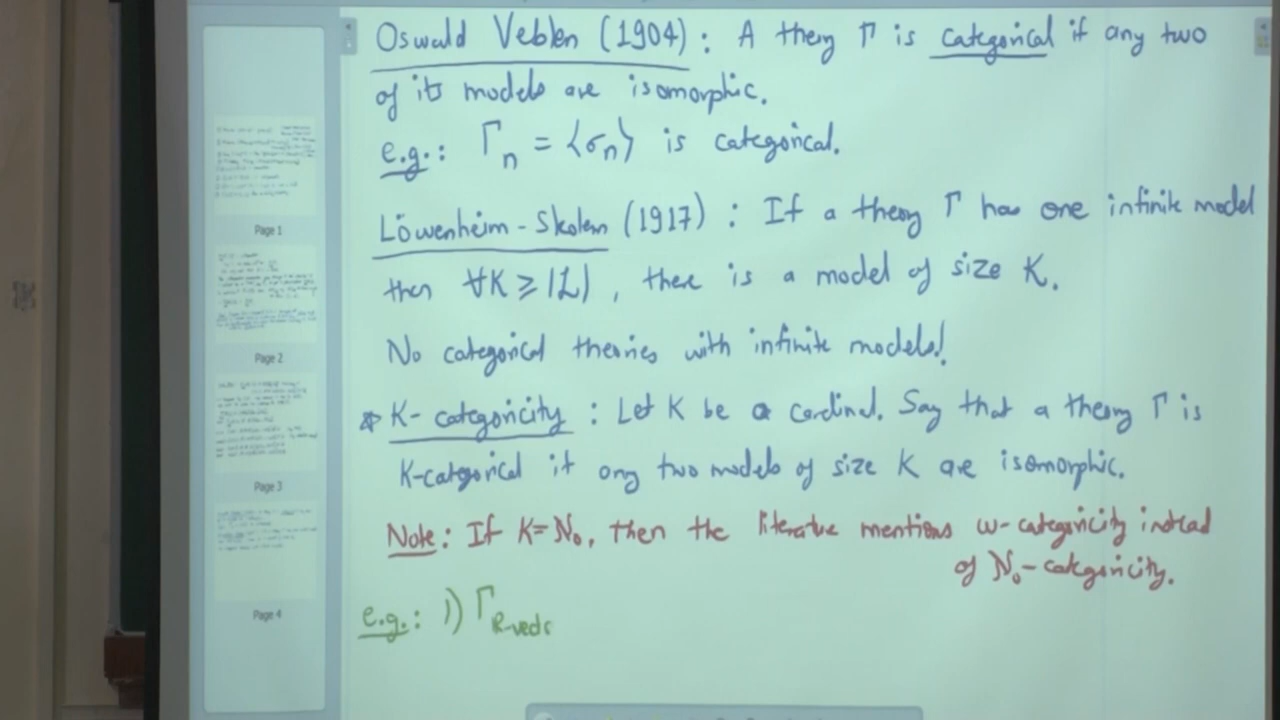 Oswald Veblen (1904): A theory Γ is categorical if any two
of its models are isomorphic.
e.g.: Γn = ⟨σn⟩ is categorical.
Löwenheim - Skolem (1917): If a theory Γ has one infinite model
then ∀K ≥ |L|, there is a model of size K.
No categorical theories with infinite models!
* K-categoricity: Let K be a cardinal. Say that a theory Γ is
K-categorical if any two models of size K are isomorphic.
Note: If K=ℵ0, then the literature mentions ω-categoricity instead
of ℵ0-categoricity.
e.g.: 1) Γ
Page 1
Page 2
Page 3
Page 4